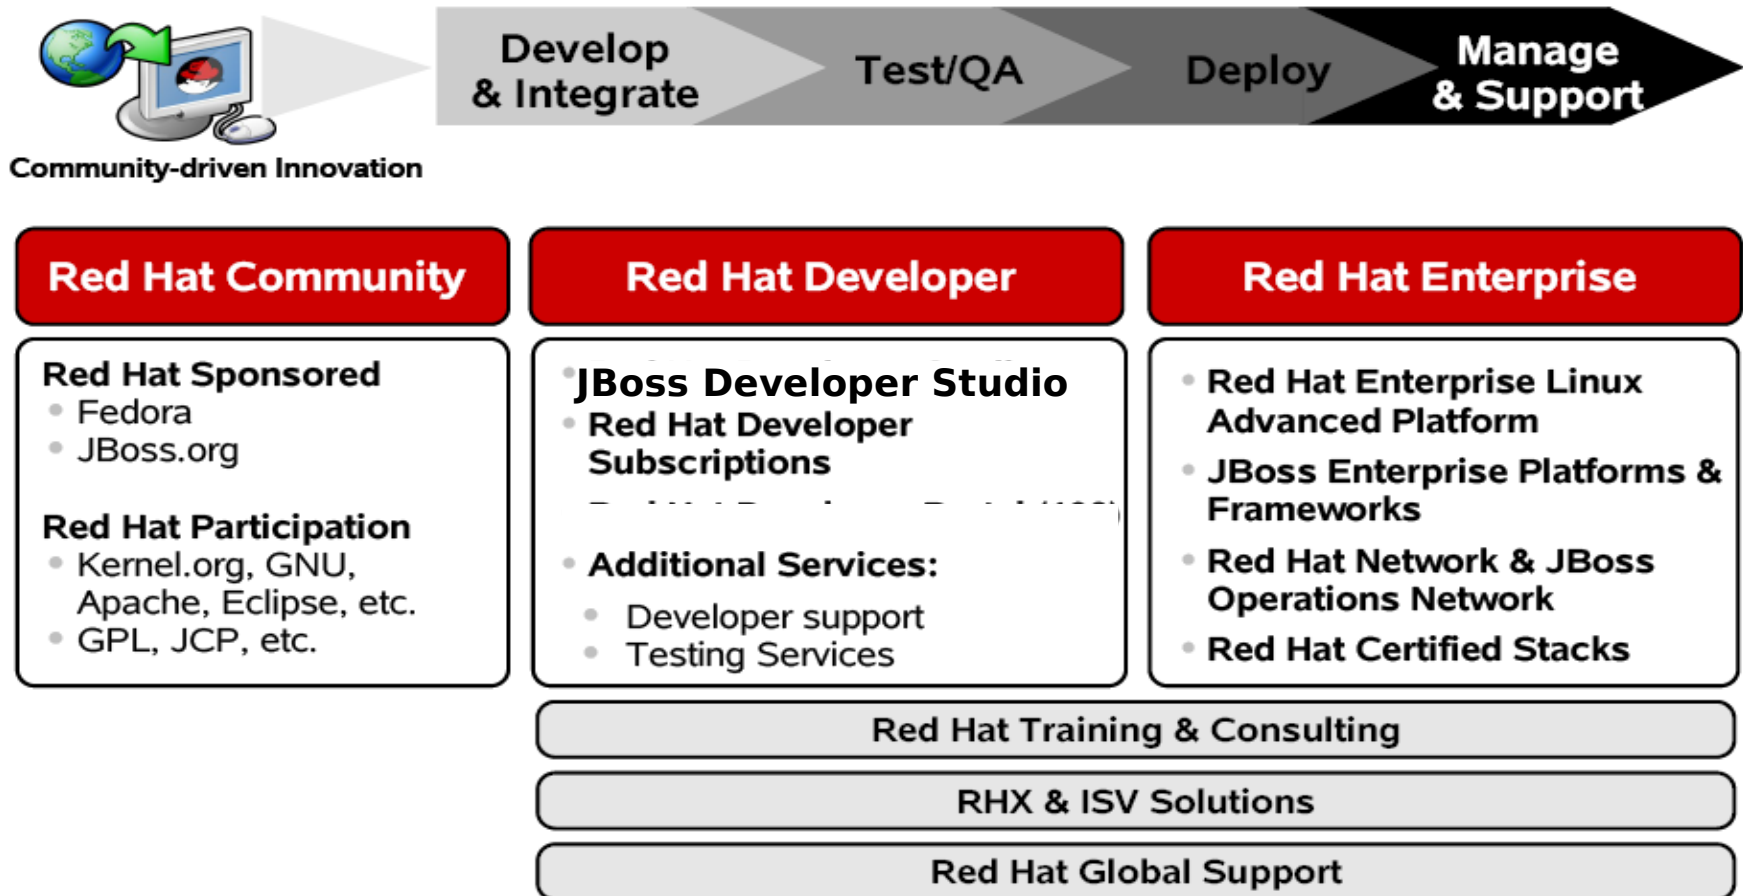 Develop
& Integrate
Test/QA
Deploy
Manage
& Support
Community-driven Innovation
Red Hat Community
Red Hat Sponsored
• Fedora
• JBoss.org
Red Hat Participation
• Kernel.org, GNU,
Apache, Eclipse, etc.
• GPL, JCP, etc.
Red Hat Developer
• JBoss Developer Studio
• Red Hat Developer
Subscriptions
• Additional Services:
• Developer support
• Testing Services
Red Hat Enterprise
• Red Hat Enterprise Linux
Advanced Platform
• JBoss Enterprise Platforms &
Frameworks
• Red Hat Network & JBoss
Operations Network
• Red Hat Certified Stacks
Red Hat Training & Consulting
RHX & ISV Solutions
Red Hat Global Support